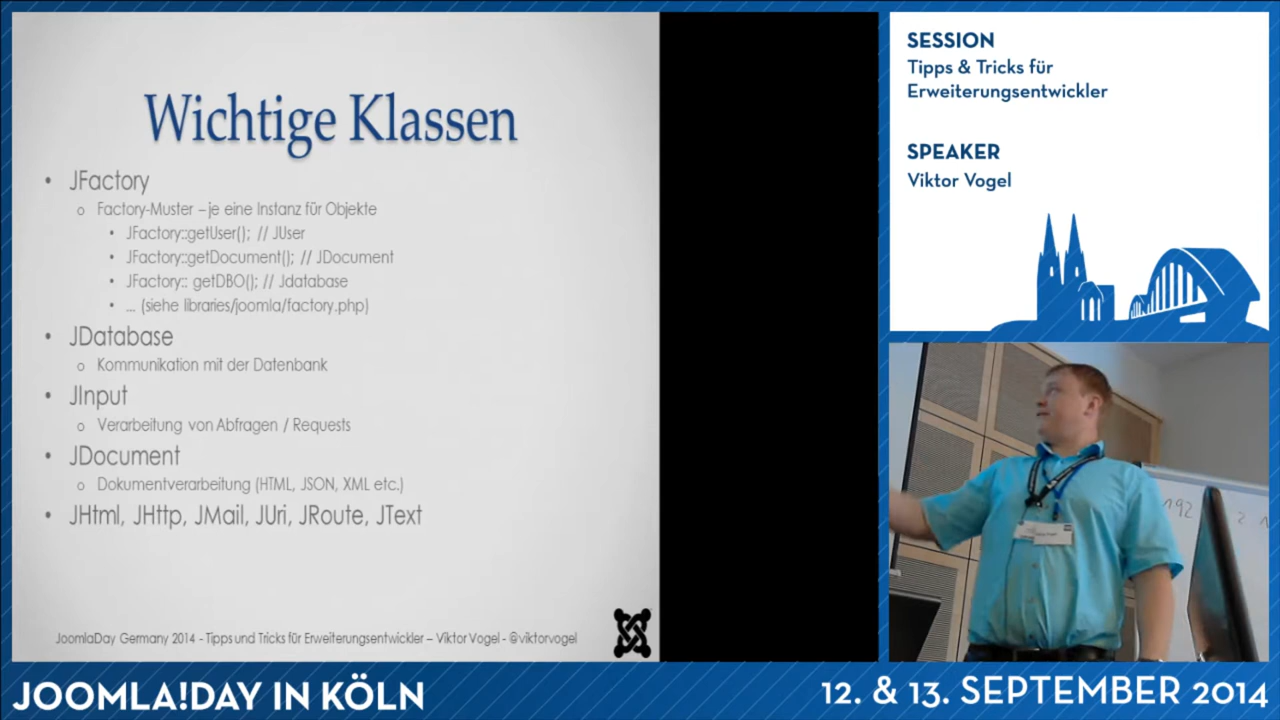 Wichtige Klassen
• JFactory
o Factory-Muster – je eine Instanz für Objekte
• JFactory::getUser(); // JUser
• JFactory::getDocument(); // JDocument
• JFactory:: getDBO(); // Jdatabase
• ... (siehe libraries/joomla/factory.php)
• JDatabase
o Kommunikation mit der Datenbank
• JInput
o Verarbeitung von Abfragen / Requests
• JDocument
o Dokumentverarbeitung (HTML, JSON, XML etc.)
• JHtml, JHttp, JMail, JUri, JRoute, JText
JoomlaDay Germany 2014 - Tipps und Tricks für Erweiterungsentwickler – Viktor Vogel - @viktorvogel
SESSION
Tipps & Tricks für
Erweiterungsentwickler
SPEAKER
Viktor Vogel
192
JOOMLA!DAY IN KÖLN
12. & 13. SEPTEMBER 2014